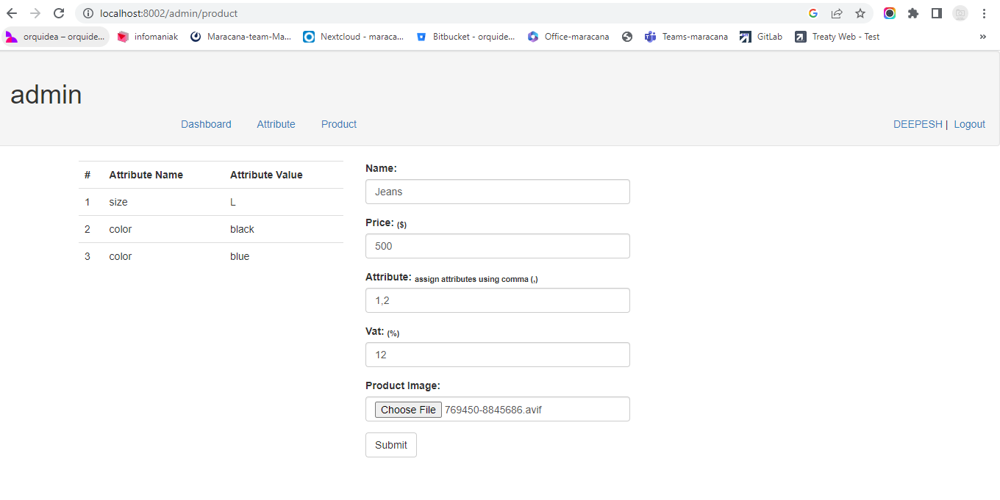 localhost:8002/admin/product
orquidea – orquide... infomaniak Maracana-team-Ma... Nextcloud - maraca... Bitbucket - orquide... Office-maracana Teams-maracana GitLab Treaty Web - Test »
admin
Dashboard Attribute Product DEEPESH | Logout
# Attribute Name Attribute Value
1 size L
2 color black
3 color blue
Name:
Jeans
Price: ($)
500
Attribute: assign attributes using comma (,)
1,2
Vat: (%)
12
Product Image:
Choose File 769450-8845686.avif
Submit